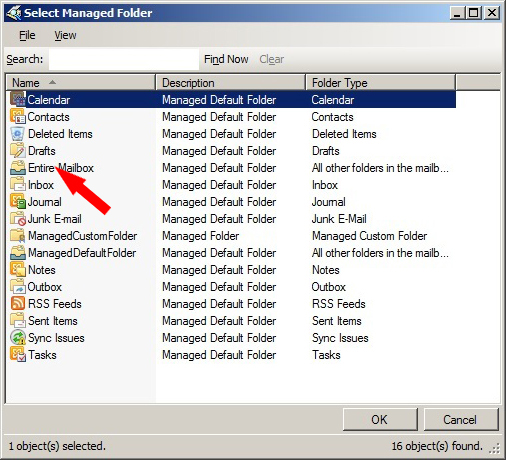 Select Managed Folder
File View
Search: Find Now Clear
Name Description Folder Type
Calendar Managed Default Folder Calendar
Contacts Managed Default Folder Contacts
Deleted Items Managed Default Folder Deleted Items
Drafts Managed Default Folder Drafts
Entire Mailbox Managed Default Folder All other folders in the mailb...
Inbox Managed Default Folder Inbox
Journal Managed Default Folder Journal
Junk E-mail Managed Default Folder Junk E-mail
ManagedCustomFolder Managed Folder Managed Custom Folder
ManagedDefaultFolder Managed Default Folder All other folders in the mailb...
Notes Managed Default Folder Notes
Outbox Managed Default Folder Outbox
RSS Feeds Managed Default Folder RSS Feeds
Sent Items Managed Default Folder Sent Items
Sync Issues Managed Default Folder Sync Issues
Tasks Managed Default Folder Tasks
OK Cancel
1 object(s) selected. 16 object(s) found.